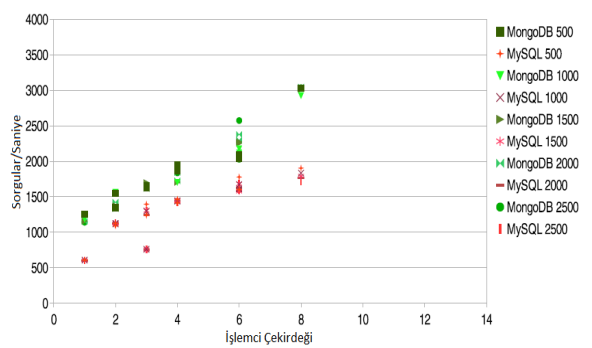 4000
3500
3000
2500
2000
1500
1000
500
0
Sorgular/Saniye
0 2 4 6 8 10 12 14
İşlemci Çekirdeği
MongoDB 500
MySQL 500
MongoDB 1000
MySQL 1000
MongoDB 1500
MySQL 1500
MongoDB 2000
MySQL 2000
MongoDB 2500
MySQL 2500